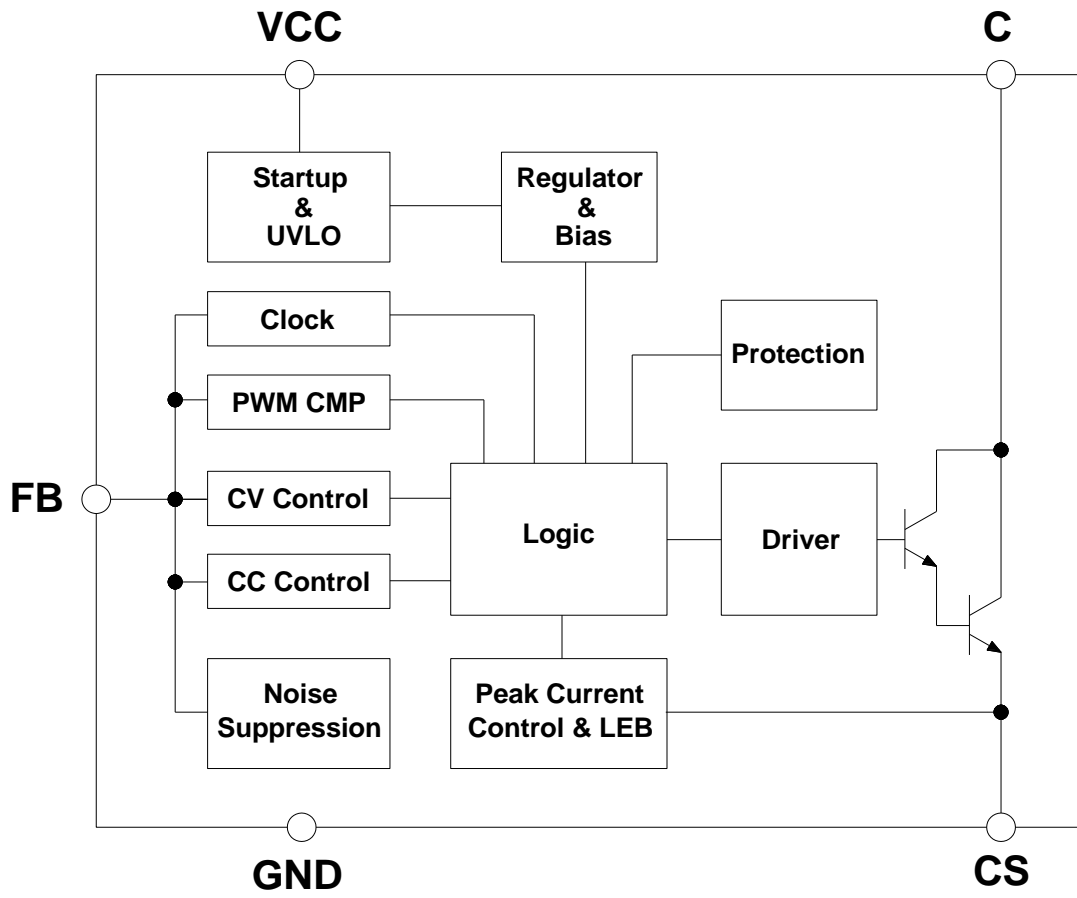 VCC
C
Startup
&
UVLO
Regulator
&
Bias
Clock
Protection
PWM CMP
FB
CV Control
Logic
Driver
CC Control
Noise
Suppression
Peak Current
Control & LEB
GND
CS